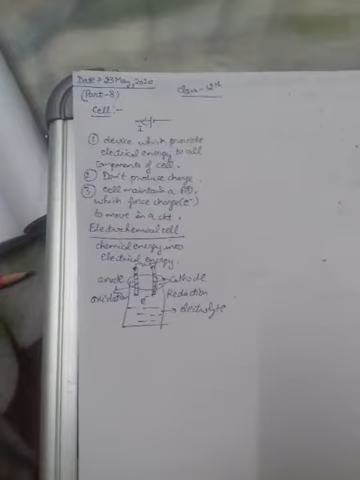 Date → 23 May, 2020
Class - 12th
(Part-8)
Cell :-
① device which provide
electrical energy to all
components of cell.
② Don't produce charge.
③ Cell maintain a P.D.
which force charge (e⁻)
to move in a ckt.
Electrochemical cell
chemical energy into
Electrical energy.
anode
cathode
oxidation
Reduction
→ electrolyte